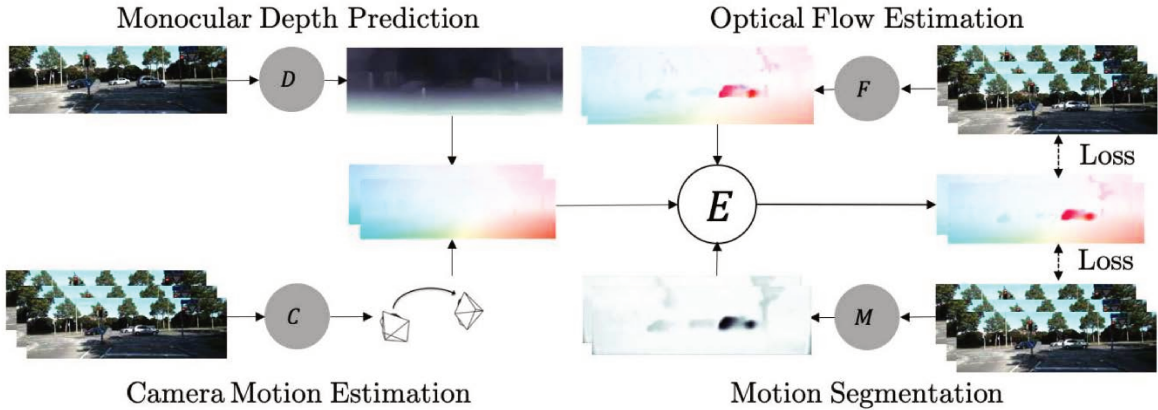 Monocular Depth Prediction
Optical Flow Estimation
D
F
Loss
E
Loss
C
M
Camera Motion Estimation
Motion Segmentation